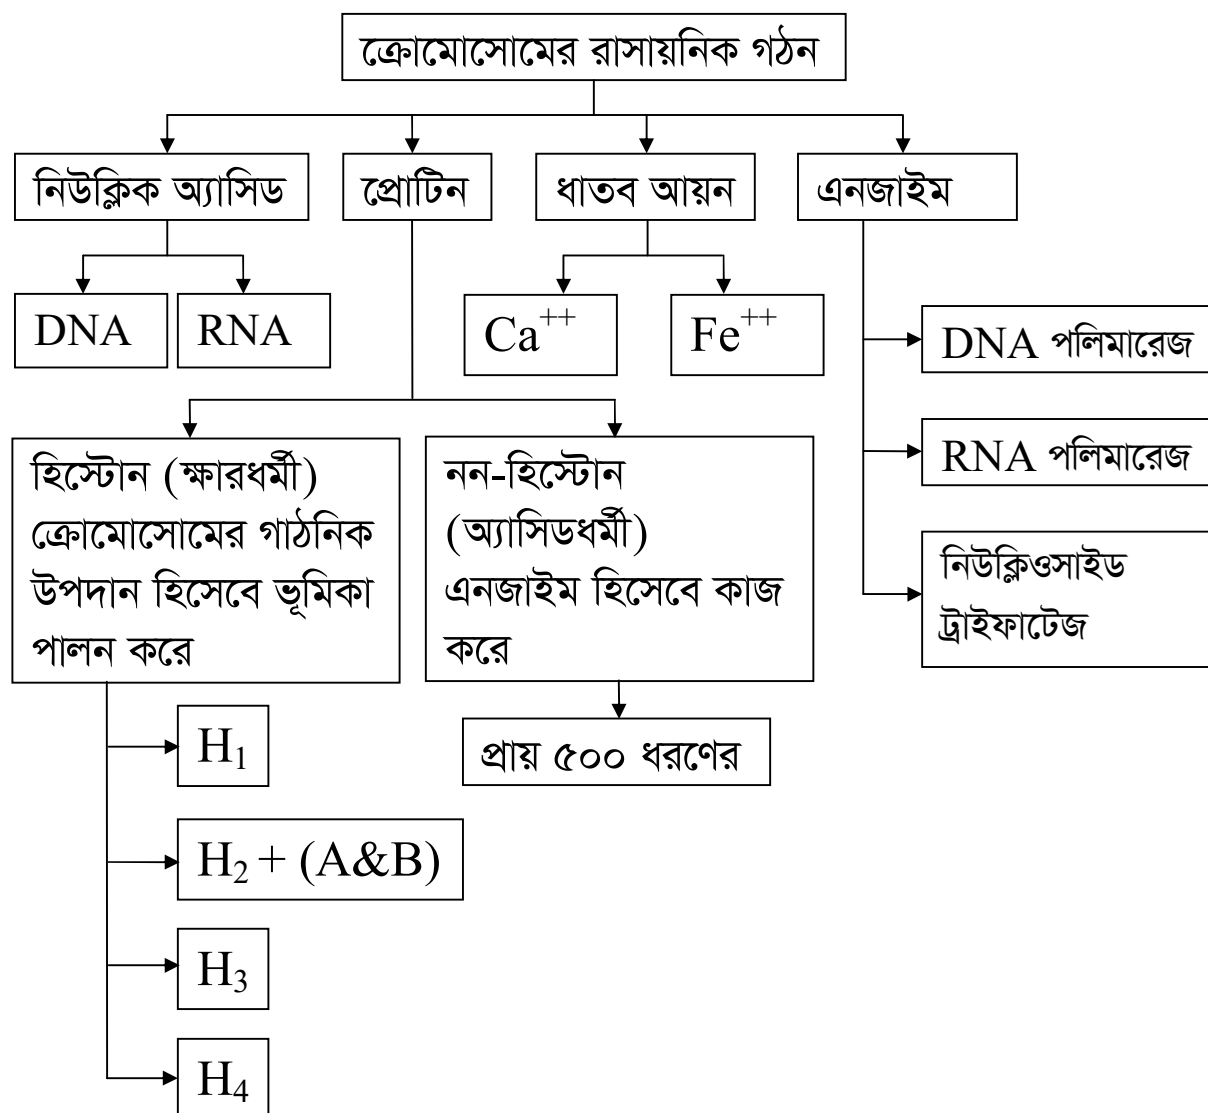 ক্রোমোসোমের রাসায়নিক গঠন
নিউক্লিক অ্যাসিড
প্রোটিন
ধাতব আয়ন
এনজাইম
DNA
RNA
Ca⁺⁺
Fe⁺⁺
DNA পলিমারেজ
RNA পলিমারেজ
নিউক্লিওসাইড
ট্রাইফাটেজ
হিস্টোন (ক্ষারধর্মী)
ক্রোমোসোমের গাঠনিক
উপদান হিসেবে ভূমিকা
পালন করে
নন-হিস্টোন
(অ্যাসিডধর্মী)
এনজাইম হিসেবে কাজ
করে
প্রায় ৫০০ ধরণের
H₁
H₂ + (A&B)
H₃
H₄